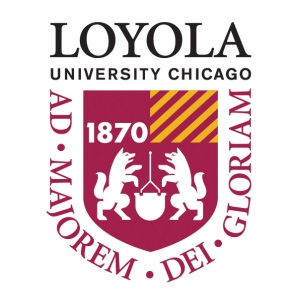 LOYOLA
UNIVERSITY CHICAGO
1870
AD • MAJOREM • DEI • GLORIAM